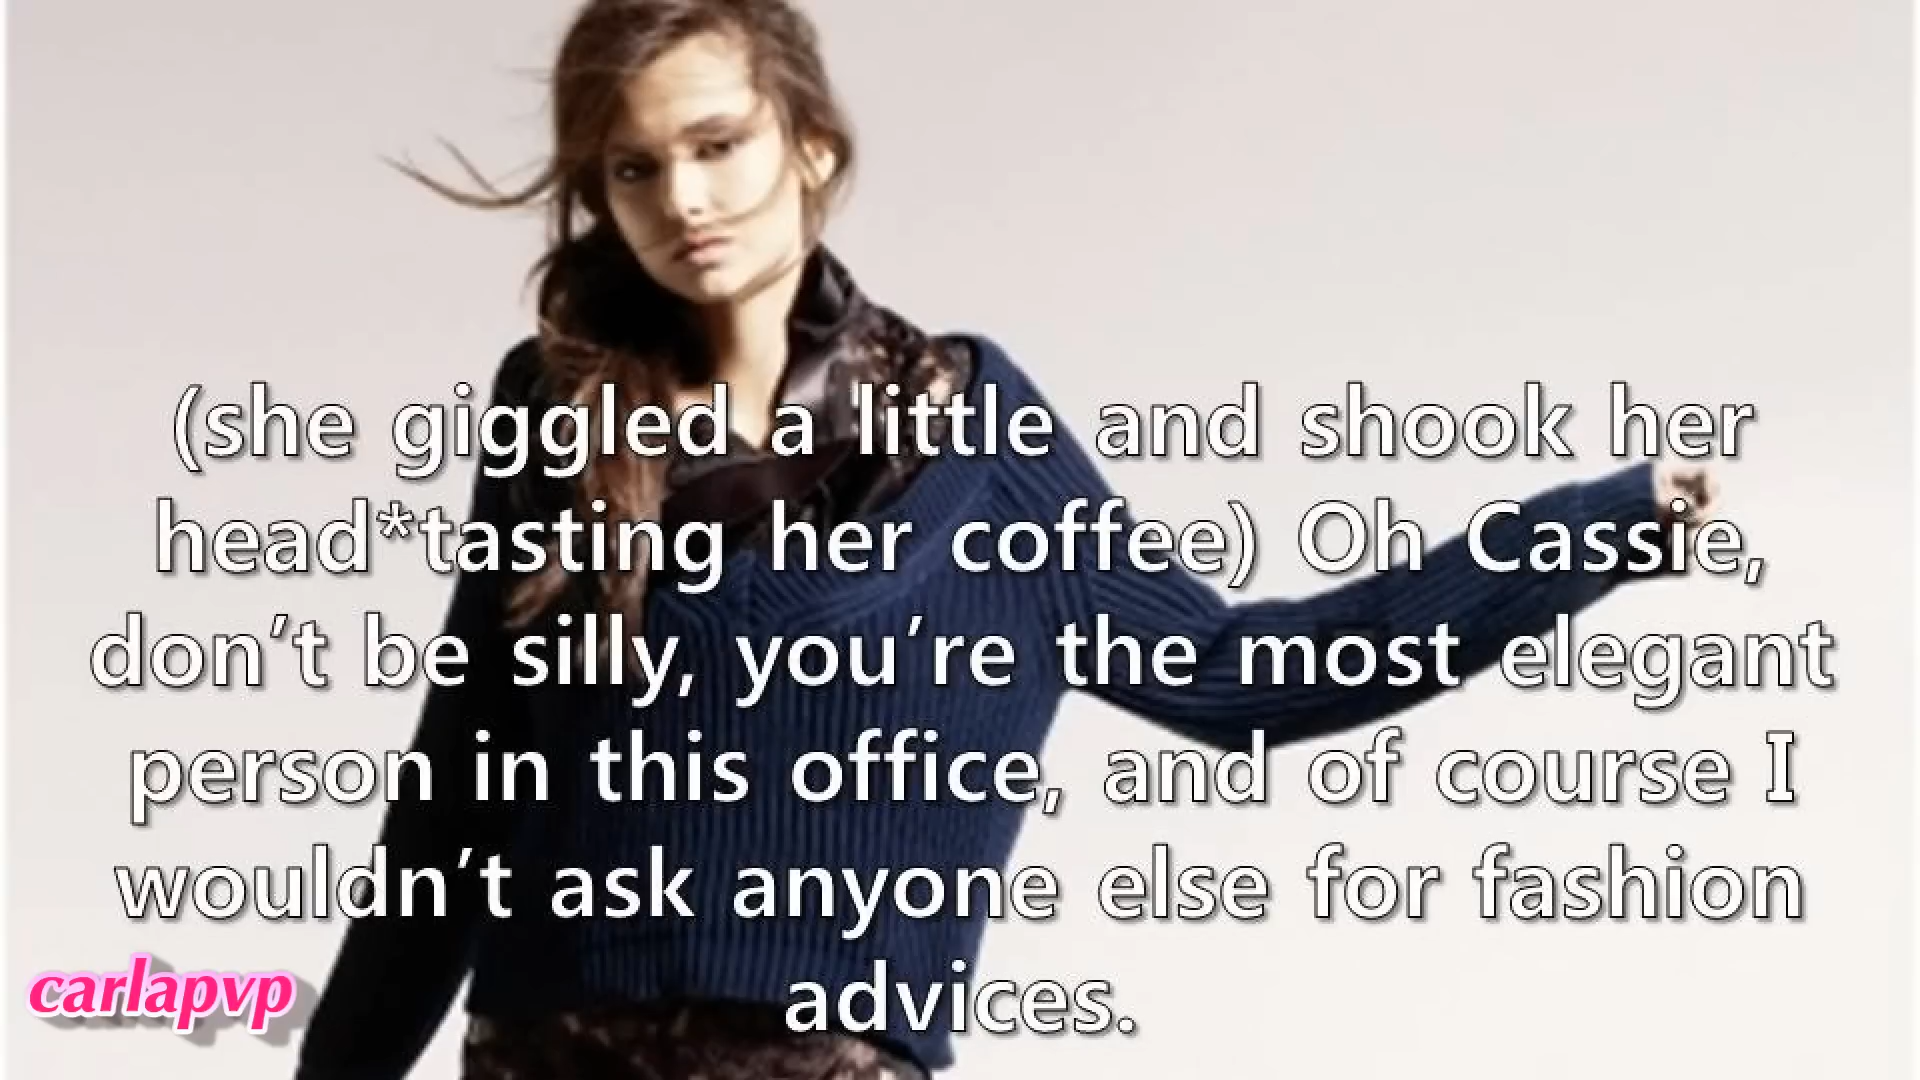 (she giggled a little and shook her
head*tasting her coffee) Oh Cassie,
don’t be silly, you’re the most elegant
person in this office, and of course I
wouldn’t ask anyone else for fashion
advices.
carlapvp